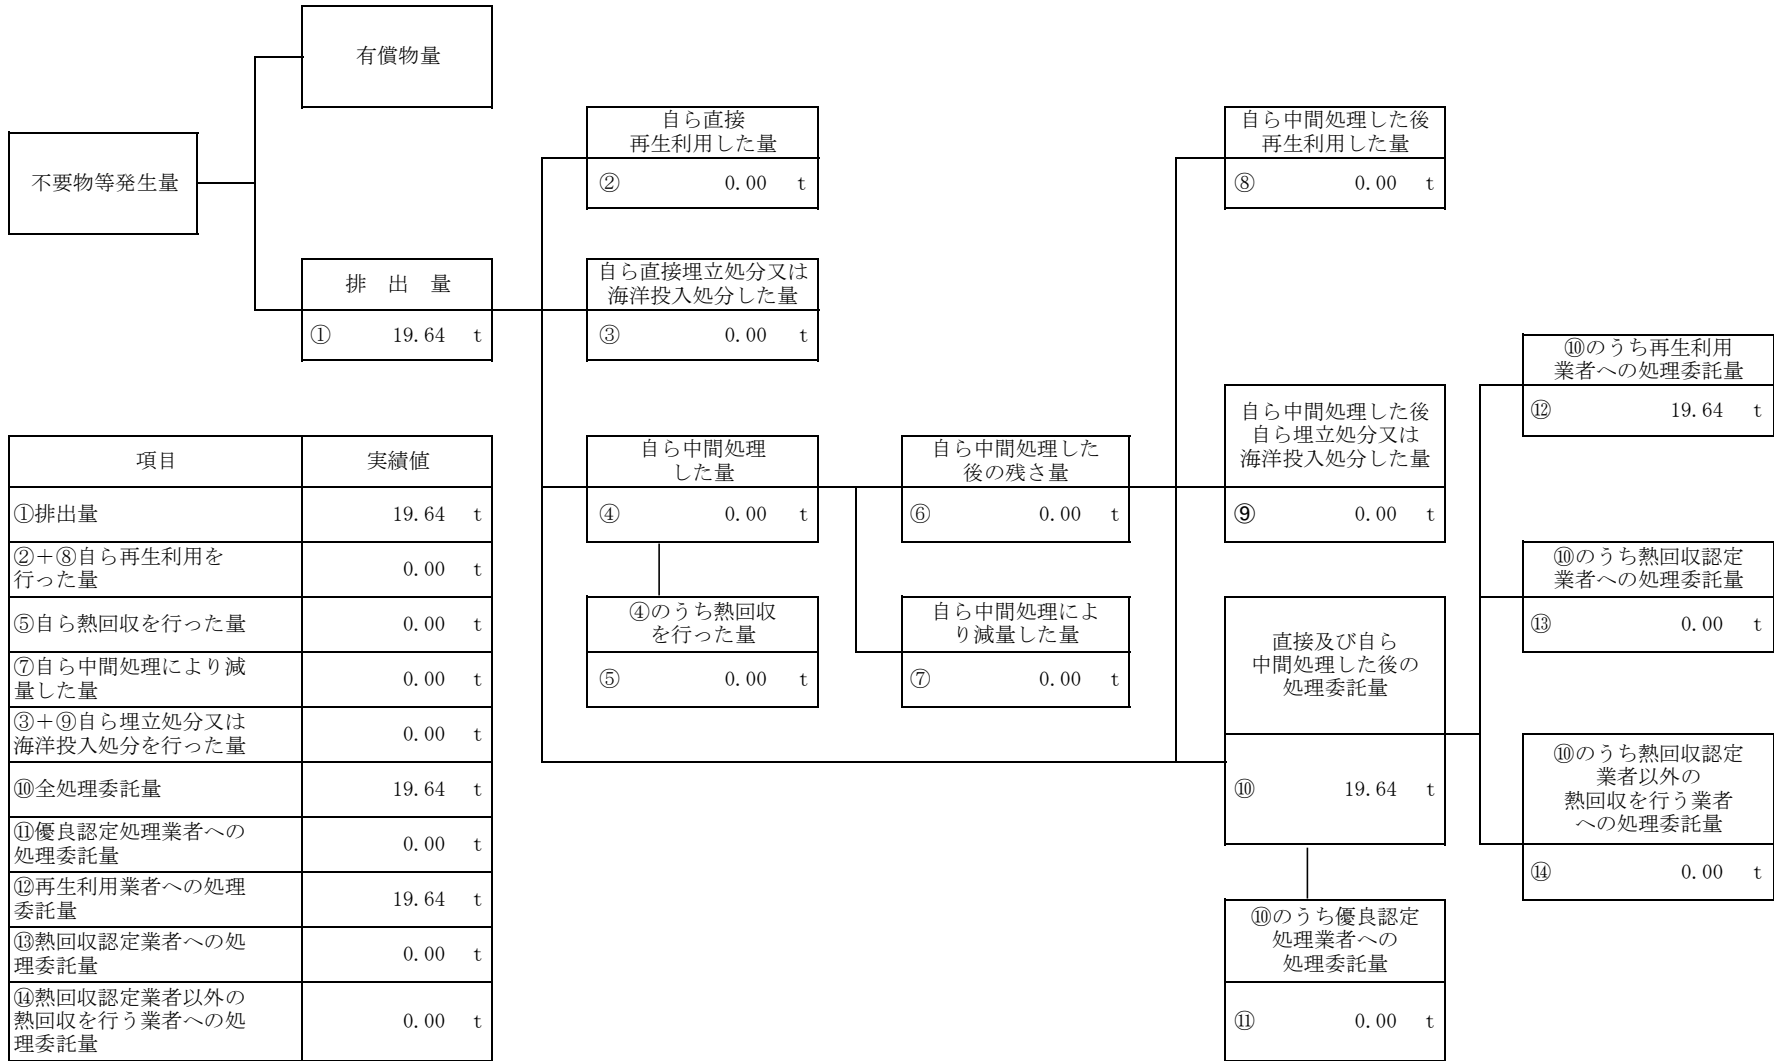 有償物量
不要物等発生量
排 出 量
① 19.64 t
自ら直接
再生利用した量
② 0.00 t
自ら直接埋立処分又は
海洋投入処分した量
③ 0.00 t
自ら中間処理
した量
④ 0.00 t
④のうち熱回収
を行った量
⑤ 0.00 t
自ら中間処理した
後の残さ量
⑥ 0.00 t
自ら中間処理によ
り減量した量
⑦ 0.00 t
自ら中間処理した後
再生利用した量
⑧ 0.00 t
自ら中間処理した後
自ら埋立処分又は
海洋投入処分した量
⑨ 0.00 t
直接及び自ら
中間処理した後の
処理委託量
⑩ 19.64 t
⑩のうち優良認定
処理業者への
処理委託量
⑪ 0.00 t
⑩のうち再生利用
業者への処理委託量
⑫ 19.64 t
⑩のうち熱回収認定
業者への処理委託量
⑬ 0.00 t
⑩のうち熱回収認定
業者以外の
熱回収を行う業者
への処理委託量
⑭ 0.00 t
項目 実績値
①排出量 19.64 t
②+⑧自ら再生利用を
行った量 0.00 t
⑤自ら熱回収を行った量 0.00 t
⑦自ら中間処理により減
量した量 0.00 t
③+⑨自ら埋立処分又は
海洋投入処分を行った量 0.00 t
⑩全処理委託量 19.64 t
⑪優良認定処理業者への
処理委託量 0.00 t
⑫再生利用業者への処理
委託量 19.64 t
⑬熱回収認定業者への処
理委託量 0.00 t
⑭熱回収認定業者以外の
熱回収を行う業者への処
理委託量 0.00 t